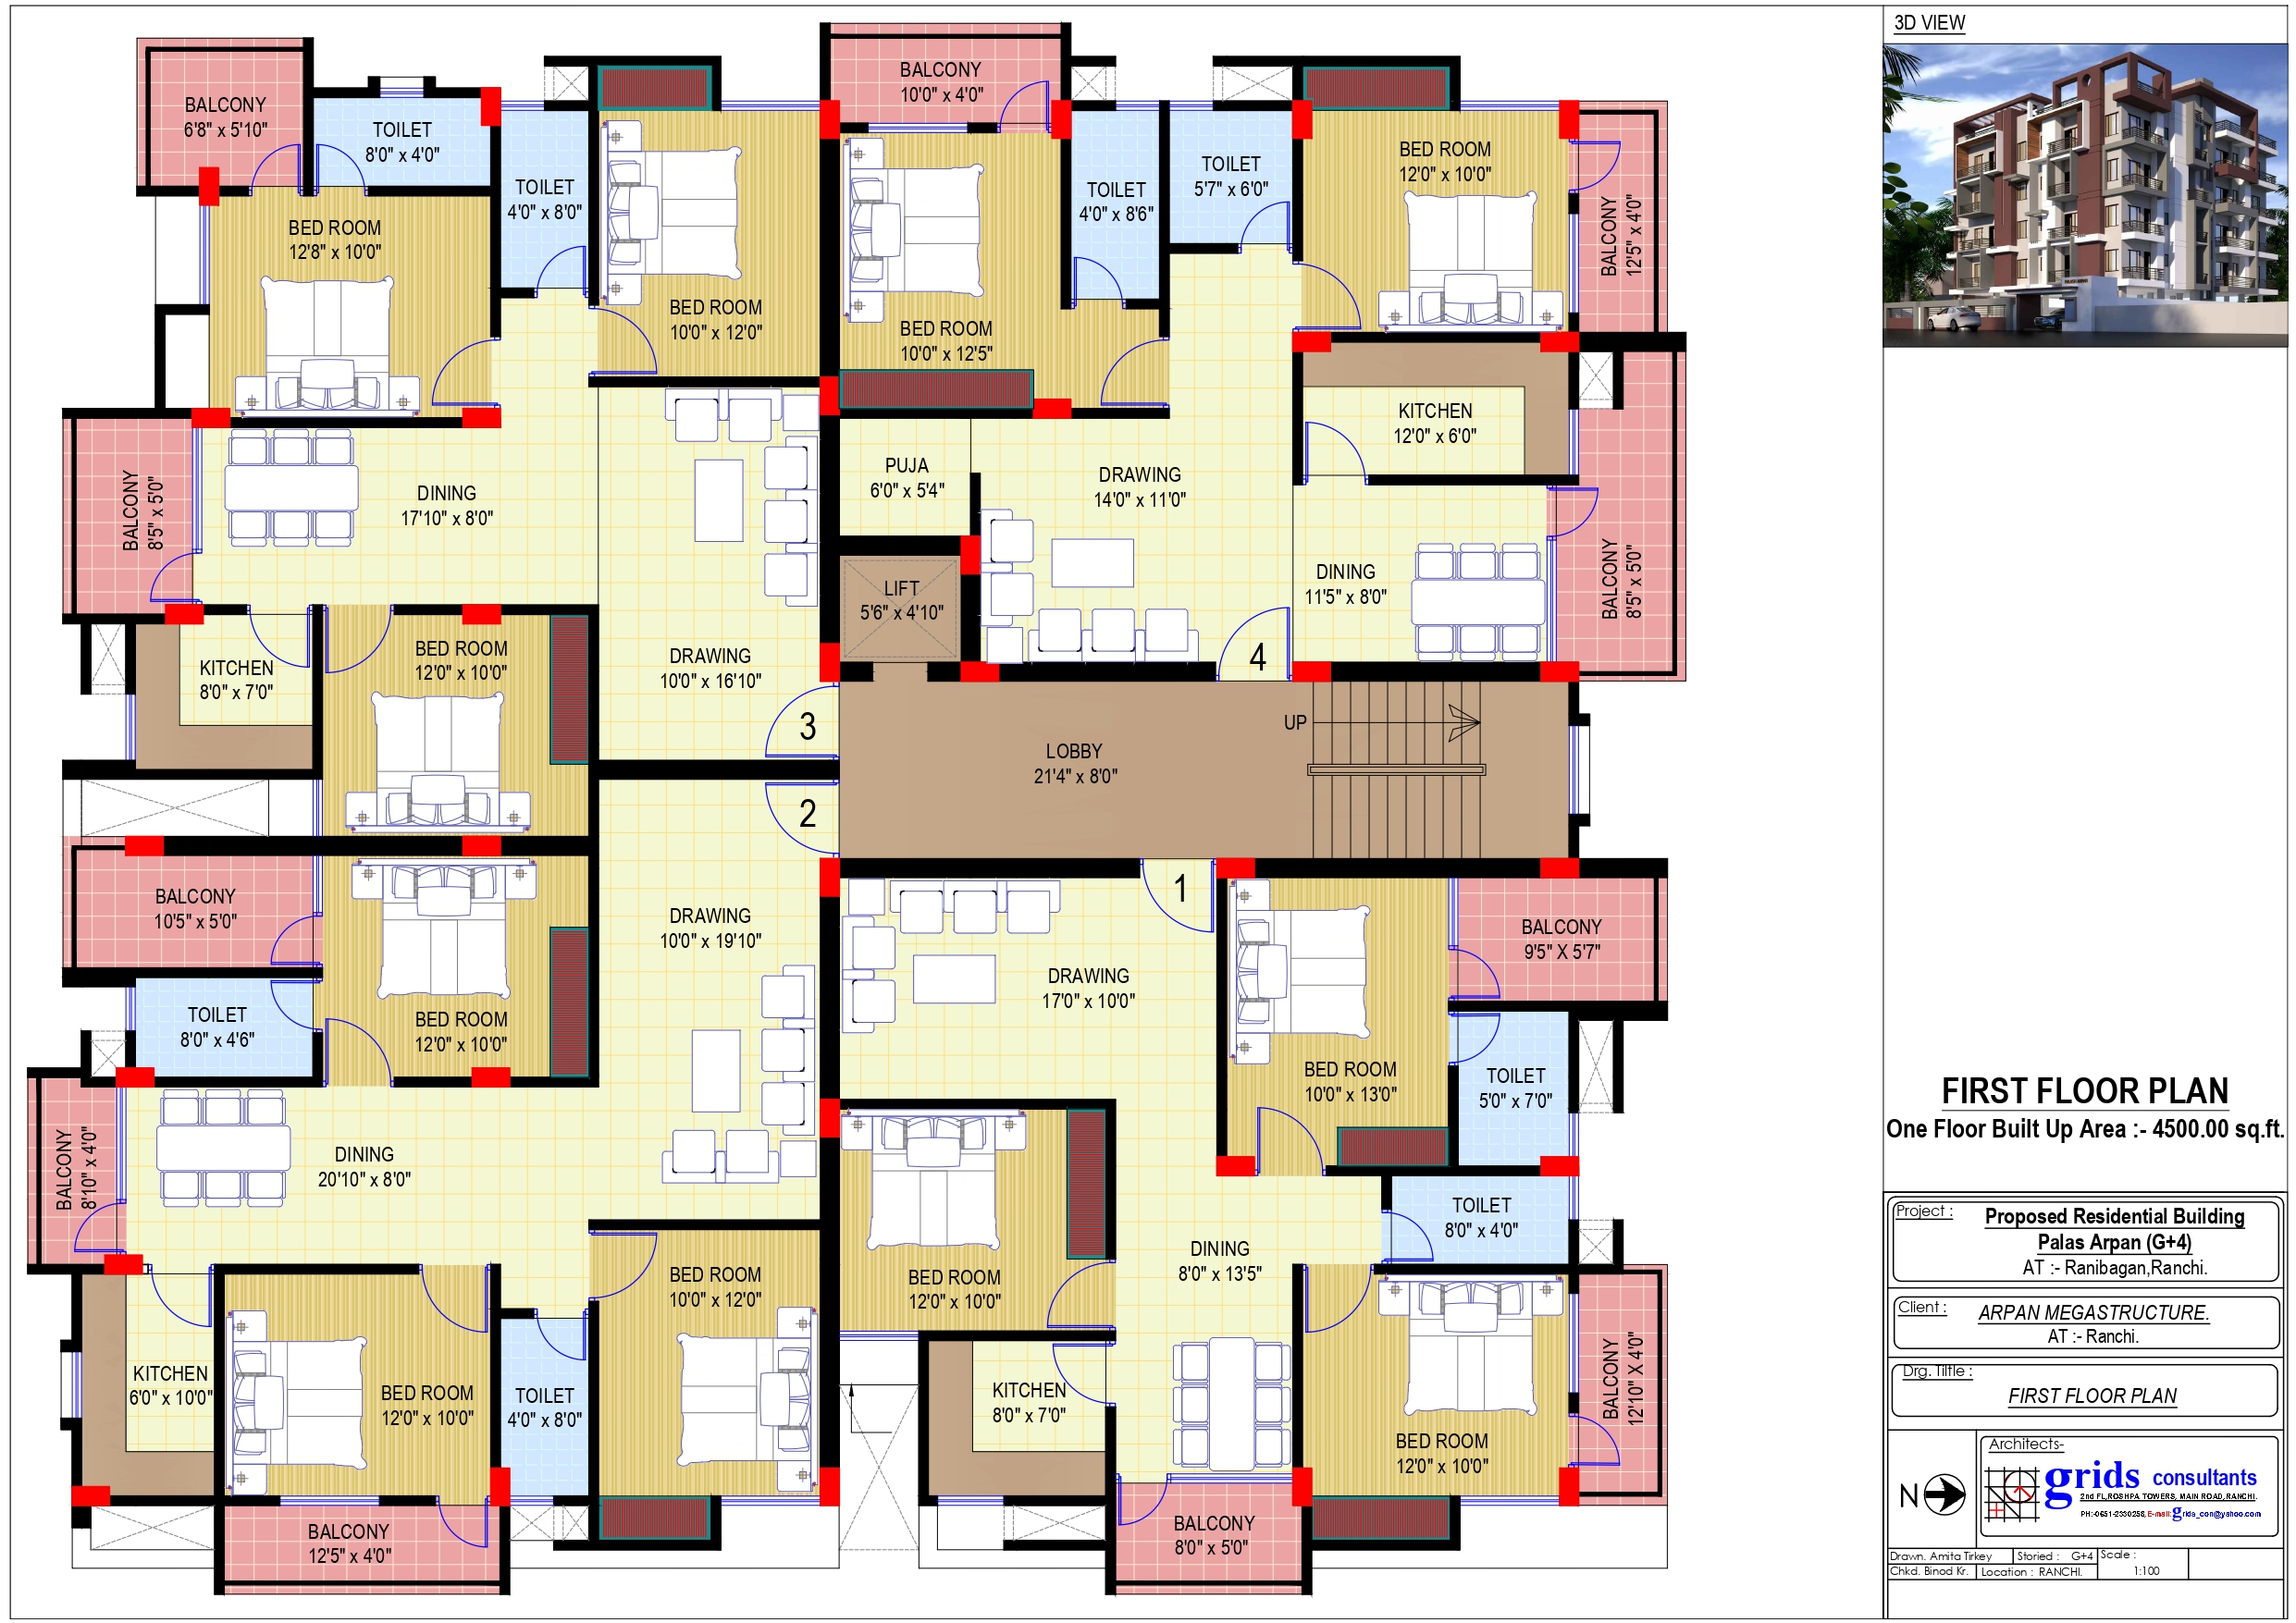 3D VIEW
BALCONY
6'8" x 5'10"
TOILET
8'0" x 4'0"
BED ROOM
12'8" x 10'0"
TOILET
4'0" x 8'0"
BED ROOM
10'0" x 12'0"
BALCONY
10'0" x 4'0"
BED ROOM
10'0" x 12'5"
TOILET
4'0" x 8'6"
TOILET
5'7" x 6'0"
BED ROOM
12'0" x 10'0"
BALCONY
12'5" x 4'0"
BALCONY
8'5" x 5'0"
DINING
17'10" x 8'0"
PUJA
6'0" x 5'4"
DRAWING
14'0" x 11'0"
KITCHEN
12'0" x 6'0"
LIFT
5'6" x 4'10"
DINING
11'5" x 8'0"
BALCONY
8'5" x 5'0"
KITCHEN
8'0" x 7'0"
BED ROOM
12'0" x 10'0"
DRAWING
10'0" x 16'10"
4
3
UP
LOBBY
21'4" x 8'0"
2
1
BALCONY
10'5" x 5'0"
DRAWING
10'0" x 19'10"
BALCONY
9'5" X 5'7"
TOILET
8'0" x 4'6"
BED ROOM
12'0" x 10'0"
DRAWING
17'0" x 10'0"
BED ROOM
10'0" x 13'0"
TOILET
5'0" x 7'0"
BALCONY
8'10" x 4'0"
DINING
20'10" x 8'0"
TOILET
8'0" x 4'0"
DINING
8'0" x 13'5"
BED ROOM
12'0" x 10'0"
BED ROOM
10'0" x 12'0"
KITCHEN
6'0" x 10'0"
BED ROOM
12'0" x 10'0"
TOILET
4'0" x 8'0"
KITCHEN
8'0" x 7'0"
BED ROOM
12'0" x 10'0"
BALCONY
12'10" X 4'0"
BALCONY
12'5" x 4'0"
BALCONY
8'0" x 5'0"
FIRST FLOOR PLAN
One Floor Built Up Area :- 4500.00 sq.ft.
Project :
Proposed Residential Building
Palas Arpan (G+4)
AT :- Ranibagan,Ranchi.
Client :
ARPAN MEGASTRUCTURE.
AT :- Ranchi.
Drg. Tiltle :
FIRST FLOOR PLAN
N
Architects-
grids consultants
2nd FL,ROSHPA TOWERS, MAIN ROAD,RANCHI.
PH:-0651-2330258, E-mail:grids_con@yahoo.com
Drawn. Amita Tirkey
Storied : G+4
Scale :
1:100
Chkd. Binod Kr.
Location : RANCHI.